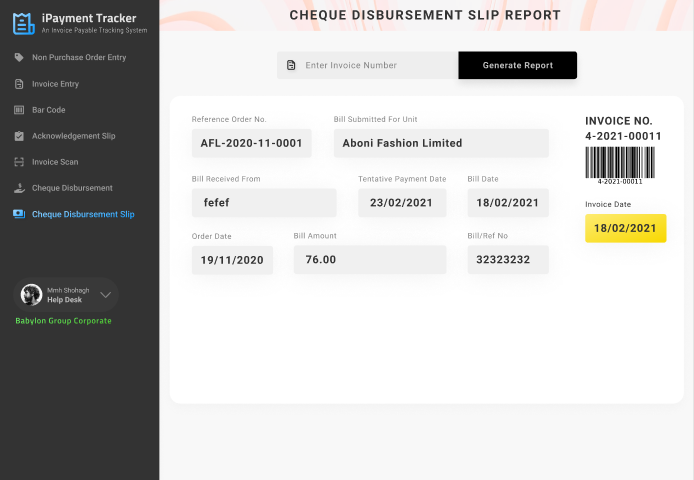 iPayment Tracker
An Invoice Payable Tracking System
Non Purchase Order Entry
Invoice Entry
Bar Code
Acknowledgement Slip
Invoice Scan
Cheque Disbursement
Cheque Disbursement Slip
Mmh Shohagh
Help Desk
Babylon Group Corporate
CHEQUE DISBURSEMENT SLIP REPORT
Enter Invoice Number
Generate Report
Reference Order No.
Bill Submitted For Unit
AFL-2020-11-0001
Aboni Fashion Limited
Bill Received From
Tentative Payment Date
Bill Date
fefef
23/02/2021
18/02/2021
Order Date
Bill Amount
Bill/Ref No
19/11/2020
76.00
32323232
INVOICE NO.
4-2021-00011
4-2021-00011
Invoice Date
18/02/2021